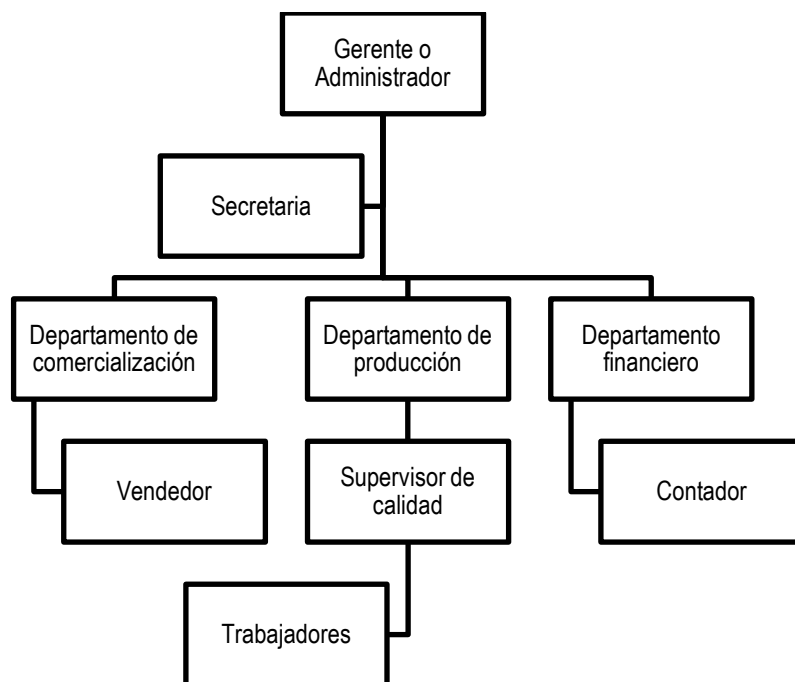 Gerente o
Administrador
Secretaria
Departamento de
comercialización
Departamento de
producción
Departamento
financiero
Vendedor
Supervisor de
calidad
Contador
Trabajadores